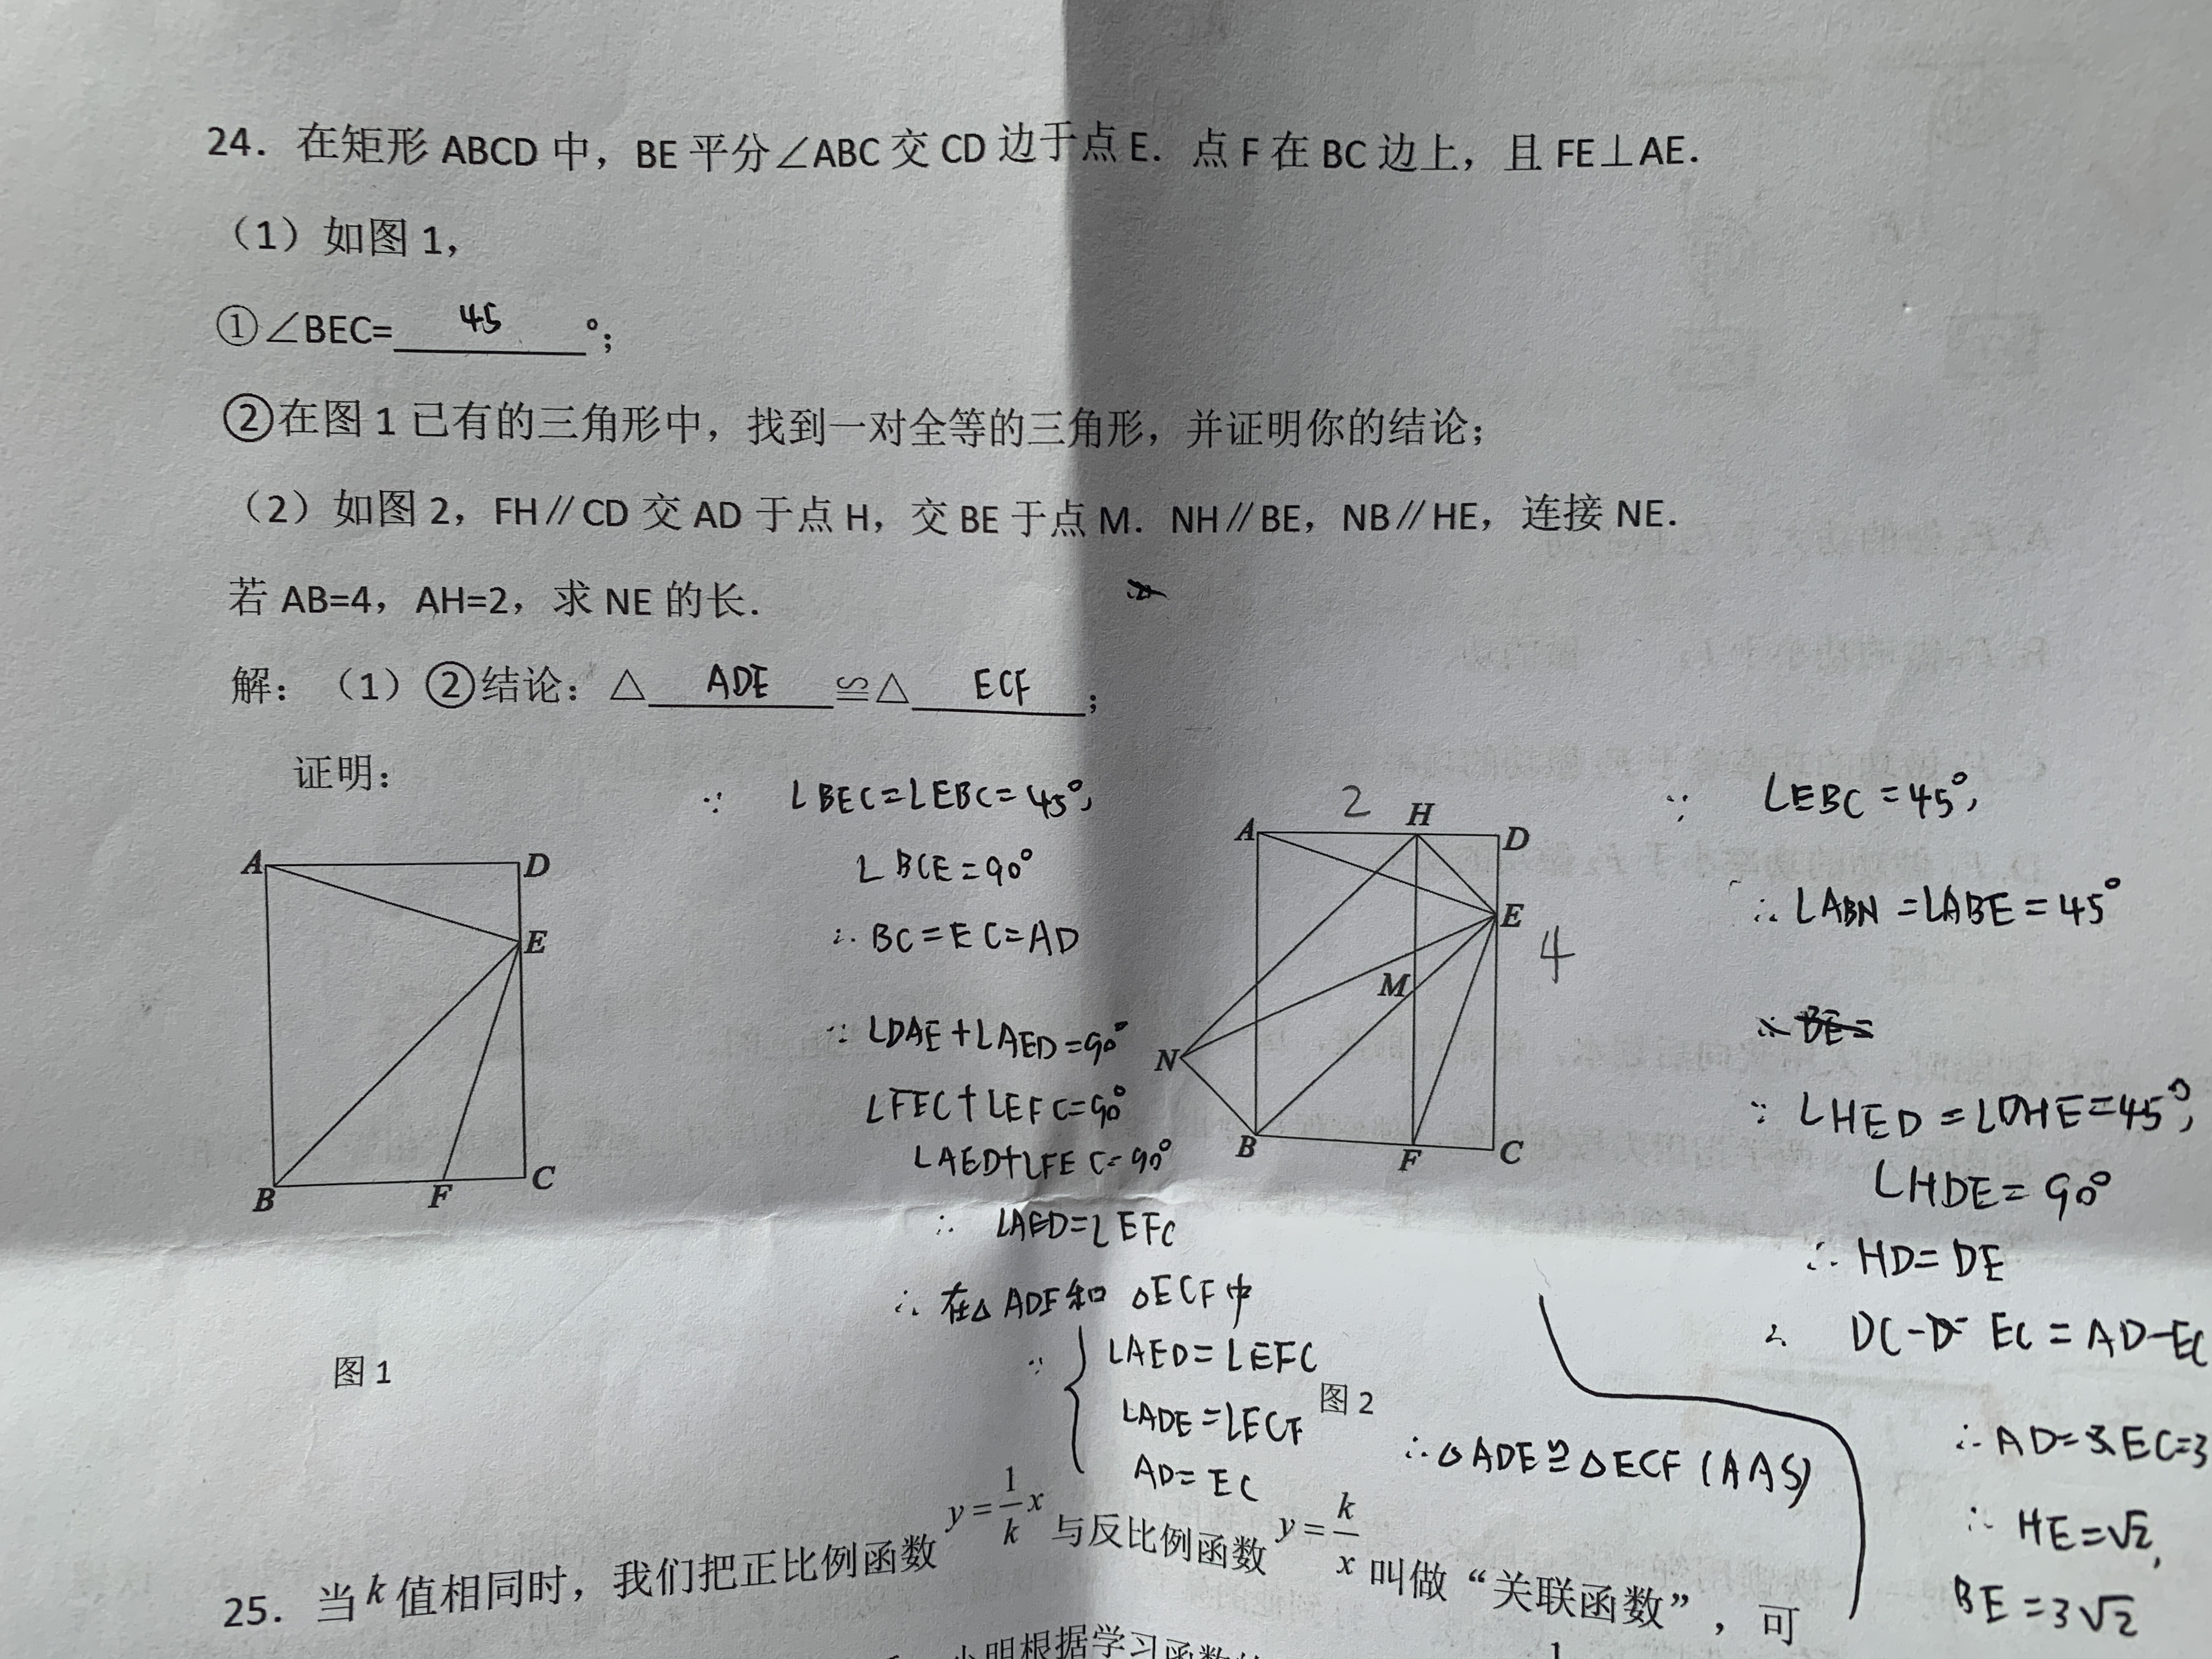 24. 在矩形 ABCD 中，BE 平分∠ABC 交 CD 边于点 E. 点 F 在 BC 边上，且 FE⊥AE.
（1）如图 1，
①∠BEC= 45 °；
②在图 1 已有的三角形中，找到一对全等的三角形，并证明你的结论；
（2）如图 2，FH∥CD 交 AD 于点 H，交 BE 于点 M. NH∥BE，NB∥HE，连接 NE.
若 AB=4，AH=2，求 NE 的长.
解：（1）②结论：△ ADE ≌△ ECF ；
证明：
∵ ∠BEC=∠EBC=45°,
∠BCE=90°
∴ BC=EC=AD
∵ ∠DAE+∠AED=90°
∠FEC+∠EFC=90°
∠AED+∠FEC=90°
∴ ∠AED=∠EFC
∴ 在△ADE和 △ECF中
∵ { ∠AED=∠EFC
∠ADE=∠ECF
AD=EC
∴△ADE≌△ECF (AAS)
A
D
E
B
F
C
图 1
2
A
H
D
E
4
M
N
B
F
C
图 2
∵ ∠EBC=45°,
∴ ∠ABN=∠ABE=45°
∵ ∠HED=∠DHE=45°,
∠HDE=90°
∴ HD=DE
EC=AD-EC
∴ AD=EC=3
∴ HE=√2,
BE=3√2
25. 当 k 值相同时，我们把正比例函数 y=1/k x 与反比例函数 y=k/x 叫做“关联函数”，可
小明根据学习函数